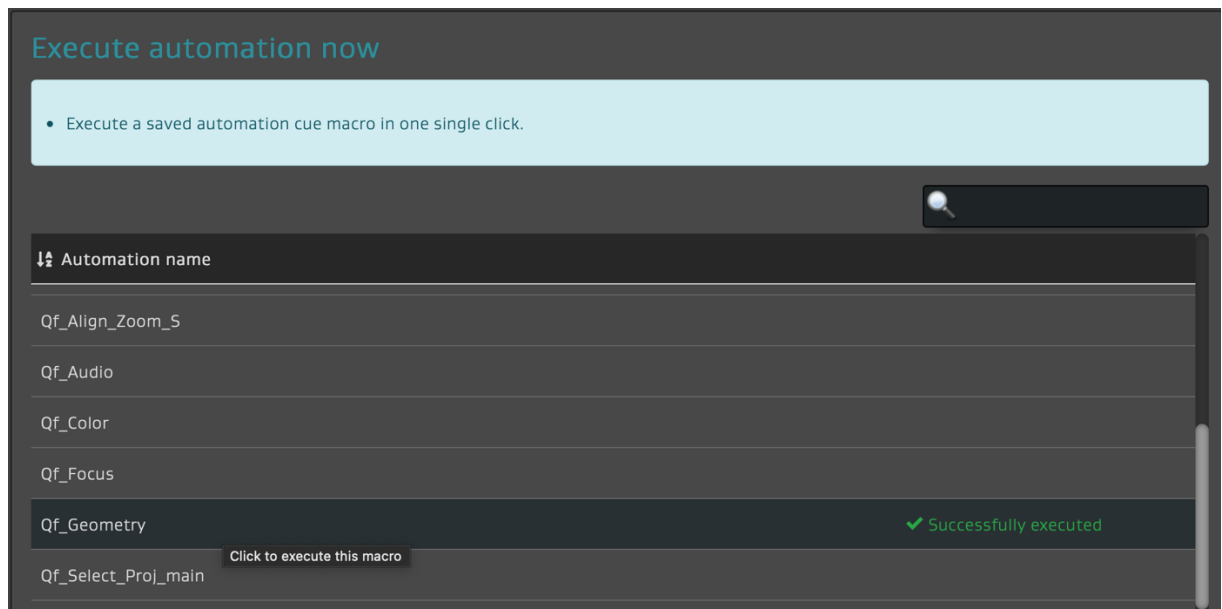 Execute automation now
• Execute a saved automation cue macro in one single click.
Automation name
Qf_Align_Zoom_S
Qf_Audio
Qf_Color
Qf_Focus
Qf_Geometry ✔ Successfully executed
Click to execute this macro
Qf_Select_Proj_main